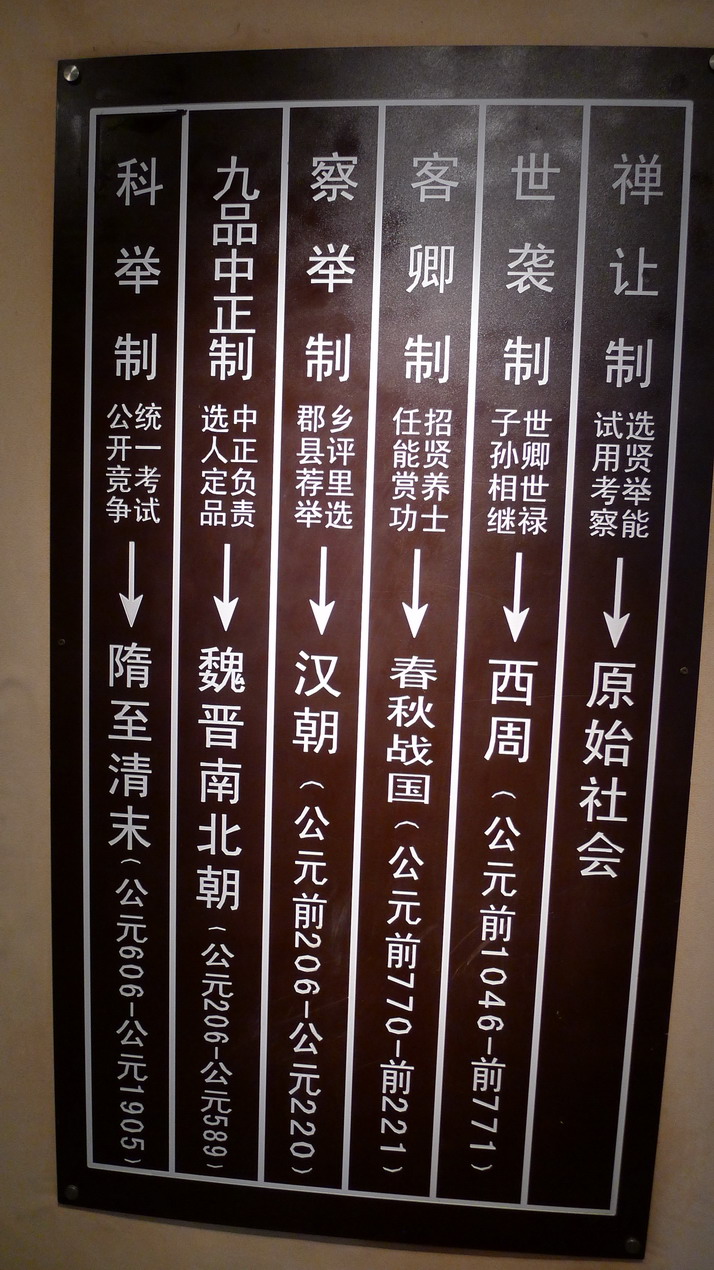 禅让制
选贤举能
试用考察
原始社会
世袭制
世卿世禄
子孙相继
西周（公元前1046-前771）
客卿制
招贤养士
任能赏功
春秋战国（公元前770-前221）
察举制
乡评里选
郡县荐举
汉朝（公元前206-公元220）
九品中正制
中正负责
选人定品
魏晋南北朝（公元206-公元589）
科举制
统一考试
公开竞争
隋至清末（公元606-公元1905）